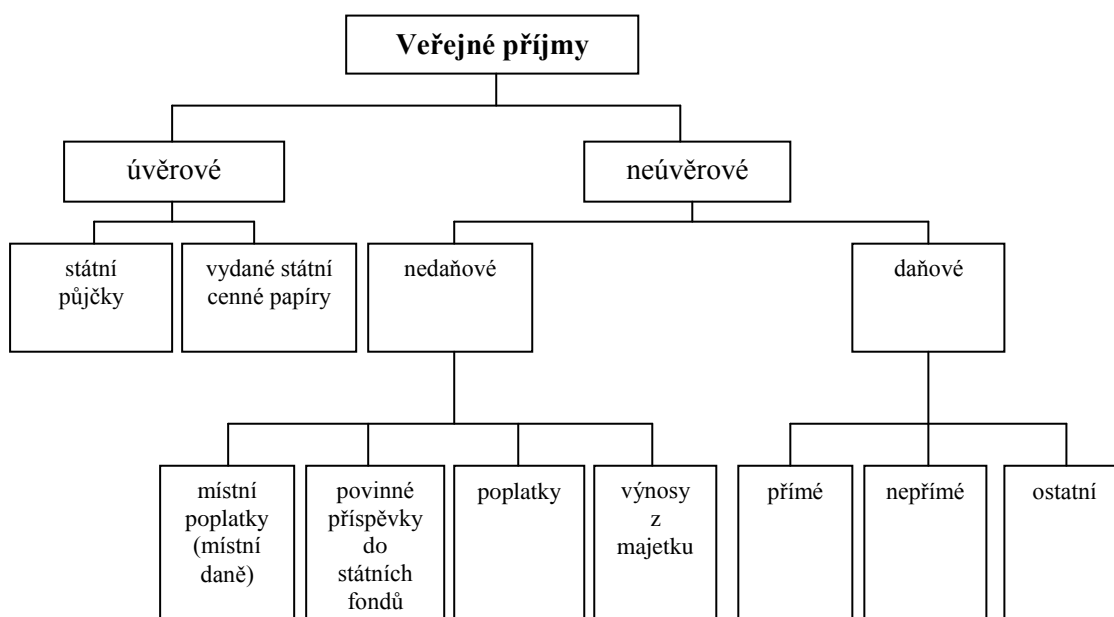 Veřejné příjmy
úvěrové
neúvěrové
státní
půjčky
vydané státní
cenné papíry
nedaňové
daňové
místní
poplatky
(místní
daně)
povinné
příspěvky
do
státních
fondů
poplatky
výnosy
z
majetku
přímé
nepřímé
ostatní